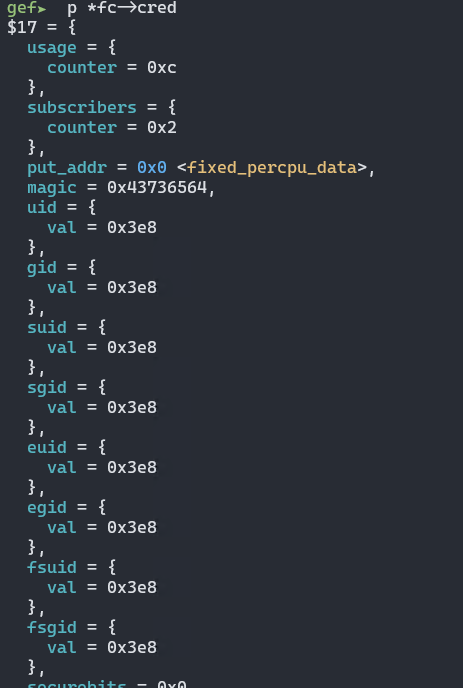 gef➤  p *fc->cred
$17 = {
  usage = {
    counter = 0xc
  },
  subscribers = {
    counter = 0x2
  },
  put_addr = 0x0 <fixed_percpu_data>,
  magic = 0x43736564,
  uid = {
    val = 0x3e8
  },
  gid = {
    val = 0x3e8
  },
  suid = {
    val = 0x3e8
  },
  sgid = {
    val = 0x3e8
  },
  euid = {
    val = 0x3e8
  },
  egid = {
    val = 0x3e8
  },
  fsuid = {
    val = 0x3e8
  },
  fsgid = {
    val = 0x3e8
  },
  securebits = 0x0